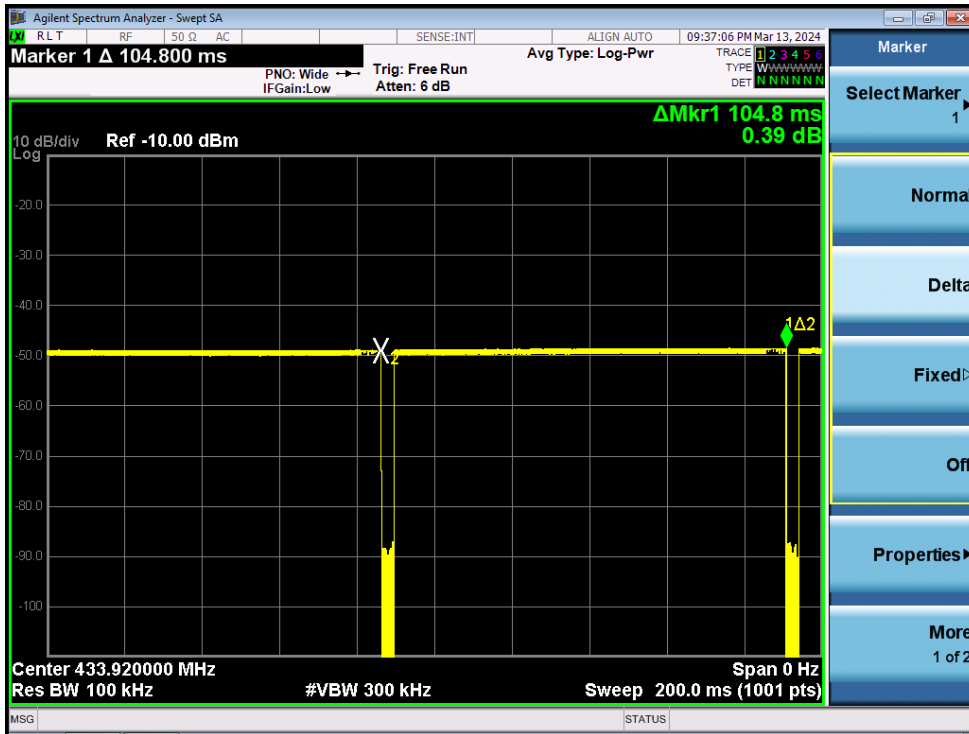 Agilent Spectrum Analyzer - Swept SA
LXI RLT RF 50 Ω AC SENSE:INT ALIGN AUTO 09:37:06 PM Mar 13, 2024
Marker 1 Δ 104.800 ms
PNO: Wide
IFGain:Low
Trig: Free Run
Atten: 6 dB
Avg Type: Log-Pwr
TRACE 1 2 3 4 5 6
TYPE WWWWWW
DET N N N N N N
ΔMkr1 104.8 ms
0.39 dB
10 dB/div Ref -10.00 dBm
Log
-20.0
-30.0
-40.0
1Δ2
-50.0
X2
-60.0
-70.0
-80.0
-90.0
-100
Center 433.920000 MHz Span 0 Hz
Res BW 100 kHz #VBW 300 kHz Sweep 200.0 ms (1001 pts)
MSG STATUS
Marker
Select Marker
1
Normal
Delta
Fixed
Off
Properties
More
1 of 2